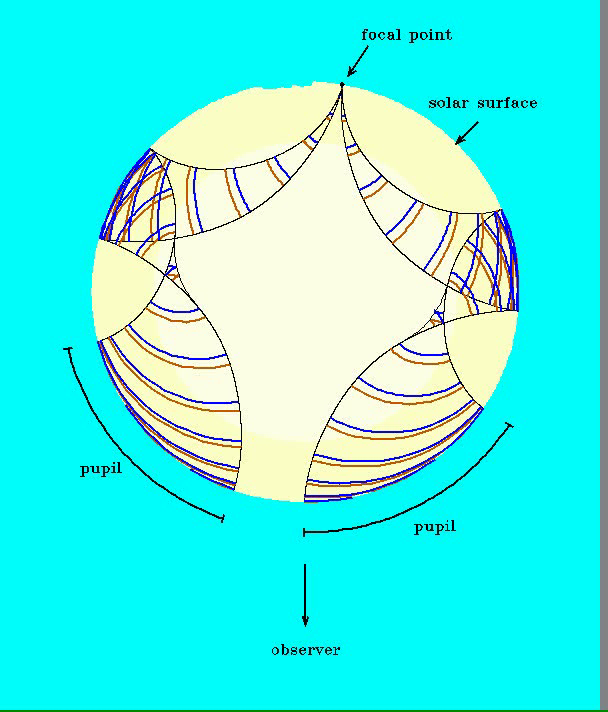 focal point
solar surface
pupil
pupil
observer